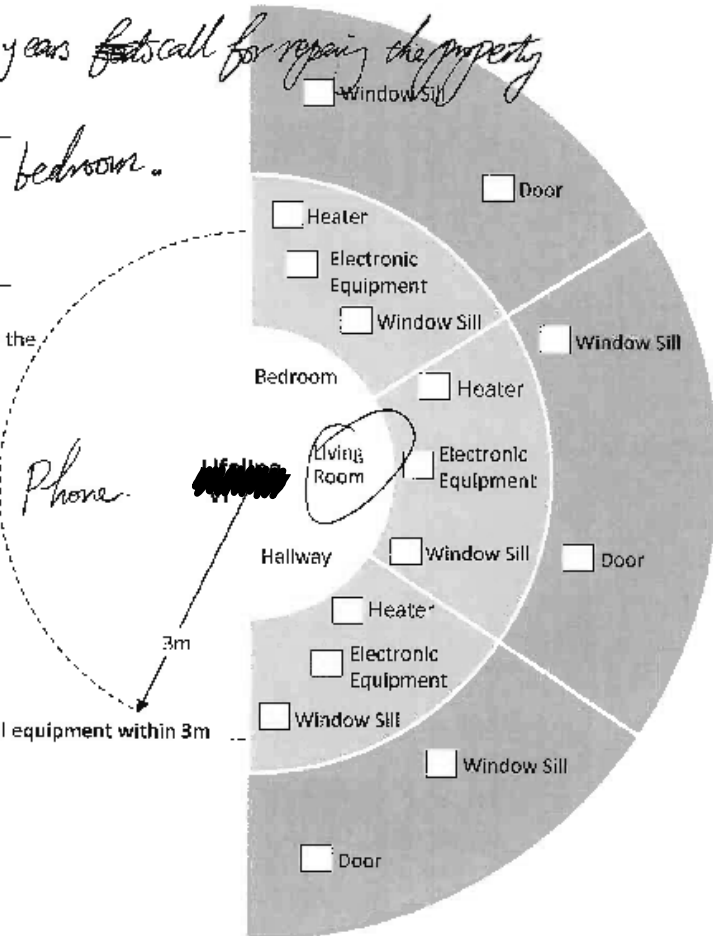 years call for repairing the property
Window Sill
bedroom.
Door
Heater
Electronic
Equipment
Window Sill
the
Window Sill
Bedroom
Heater
Living
Room
Electronic
Equipment
Phone.
Window Sill
Door
Hallway
Heater
3m
Electronic
Equipment
Window Sill
l equipment within 3m
Window Sill
Door